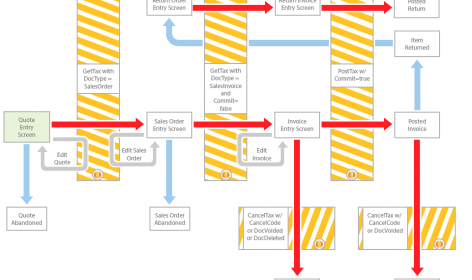 Return Order
Entry Screen
Return Invoice
Entry Screen
Posted
Return
Item
Returned
GetTax with
DocType =
SalesOrder
GetTax with
DocType =
SalesInvoice
and
Commit=
false
PostTax w/
Commit=true
Quote
Entry
Screen
Sales Order
Entry Screen
Invoice
Entry Screen
Posted
Invoice
Edit
Quote
Edit Sales
Order
Edit
Invoice
Quote
Abandoned
Sales Order
Abandoned
CancelTax w/
CancelCode
or DocVoided
or DocDeleted
CancelTax w/
CancelCode
or DocVoided